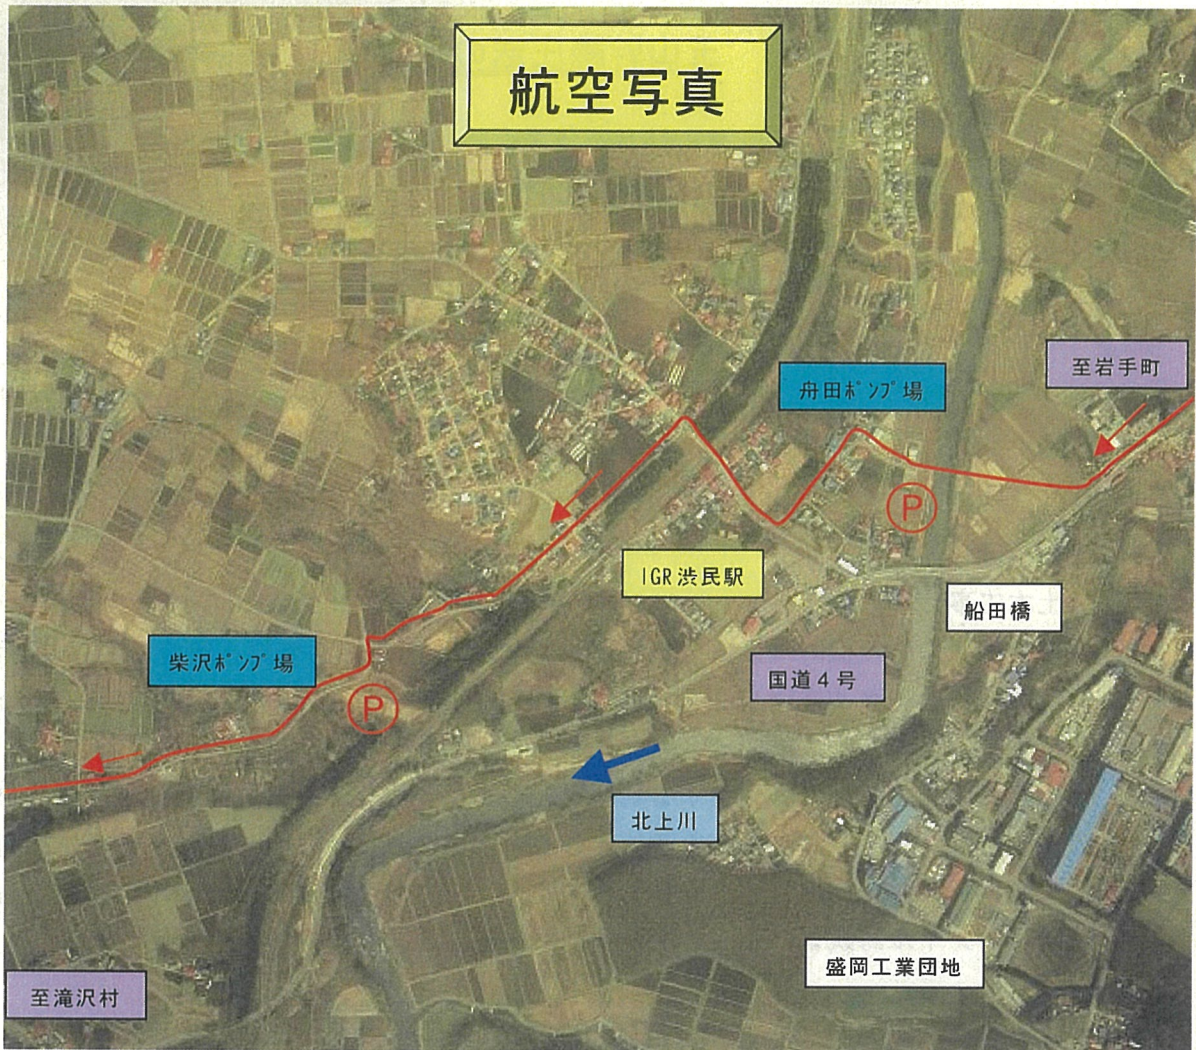 航空写真
至岩手町
舟田ﾎﾟﾝﾌﾟ場
P
IGR渋民駅
船田橋
柴沢ﾎﾟﾝﾌﾟ場
国道4号
P
北上川
盛岡工業団地
至滝沢村